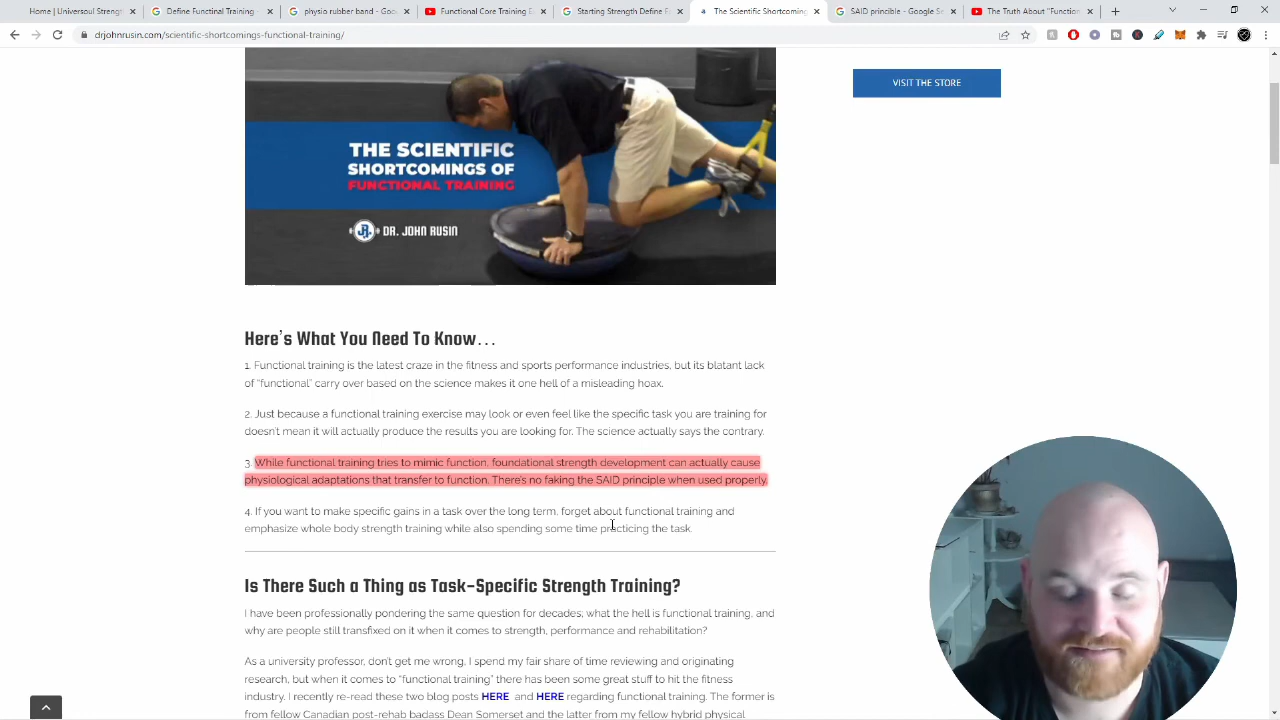 Home | General Strengt
Define Functional Training
physio rubber band - Goo
Functional Core Training Ex
Starting Strength Define Fu
The Scientific Shortcoming
SAID principle - Google Se
The Truth About "Function
drjohnrusin.com/scientific-shortcomings-functional-training/
VISIT THE STORE
THE SCIENTIFIC
SHORTCOMINGS OF
FUNCTIONAL TRAINING
JR DR. JOHN RUSIN
Here's What You Need To Know...
1. Functional training is the latest craze in the fitness and sports performance industries, but its blatant lack
of "functional" carry over based on the science makes it one hell of a misleading hoax.
2. Just because a functional training exercise may look or even feel like the specific task you are training for
doesn't mean it will actually produce the results you are looking for. The science actually says the contrary.
3. While functional training tries to mimic function, foundational strength development can actually cause
physiological adaptations that transfer to function. There's no faking the SAID principle when used properly.
4. If you want to make specific gains in a task over the long term, forget about functional training and
emphasize whole body strength training while also spending some time practicing the task.
Is There Such a Thing as Task-Specific Strength Training?
I have been professionally pondering the same question for decades; what the hell is functional training, and
why are people still transfixed on it when it comes to strength, performance and rehabilitation?
As a university professor, don't get me wrong, I spend my fair share of time reviewing and originating
research, but when it comes to "functional training" there has been some great stuff to hit the fitness
industry. I recently re-read these two blog posts HERE and HERE regarding functional training. The former is
from fellow Canadian post-rehab badass Dean Somerset and the latter from my fellow hybrid physical